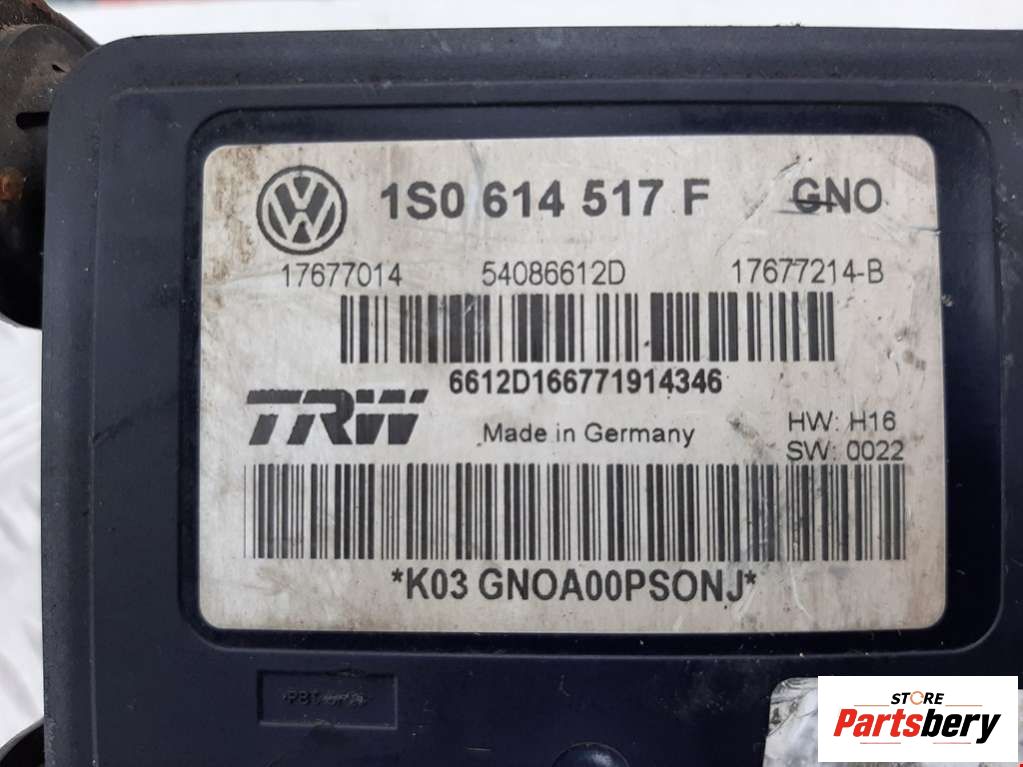 1S0 614 517 F GNO
17677014 54086612D 17677214-B
6612D166771914346
TRW
Made in Germany
HW: H16
SW: 0022
*K03 GNOA00PSONJ*
STORE
Partsbery